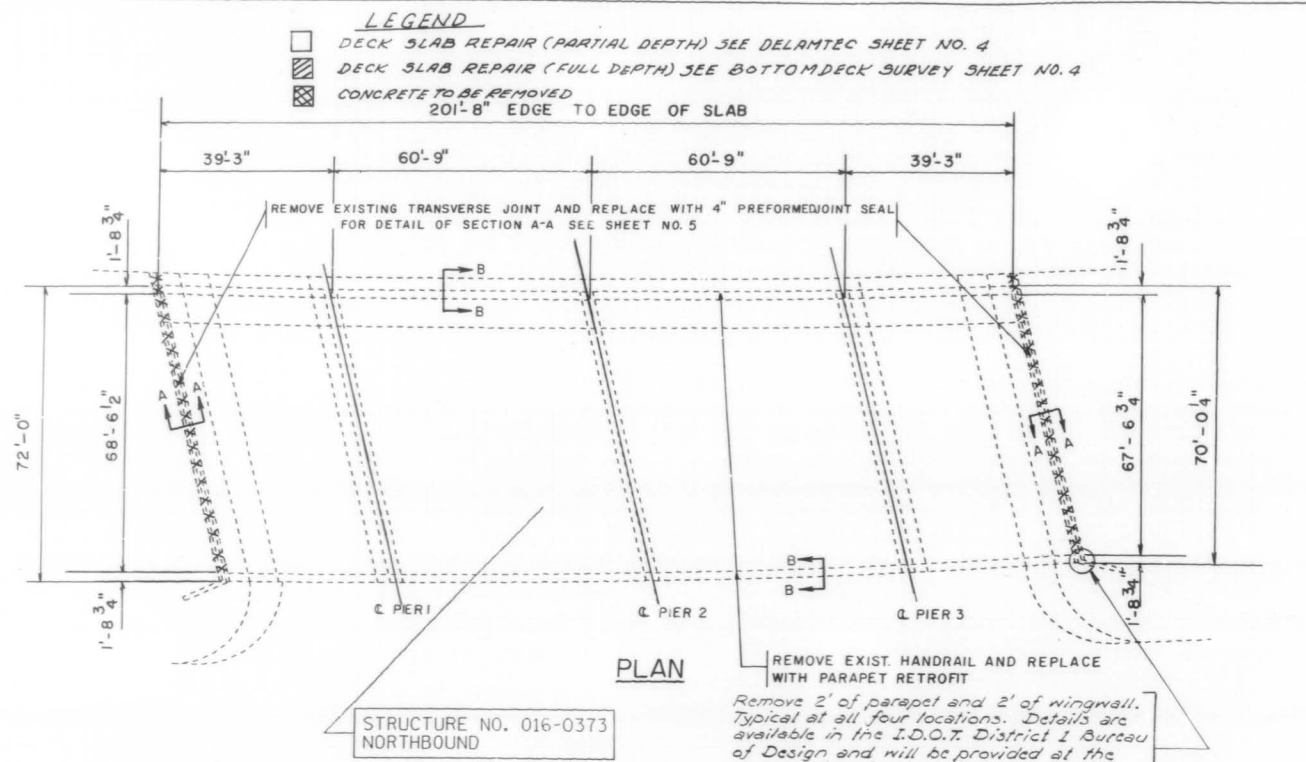 LEGEND
DECK SLAB REPAIR (PARTIAL DEPTH) SEE DELAMTEC SHEET NO. 4
DECK SLAB REPAIR (FULL DEPTH) SEE BOTTOM DECK SURVEY SHEET NO. 4
CONCRETE TO BE REMOVED
201'-8" EDGE TO EDGE OF SLAB
39'-3"
60'-9"
60'-9"
39'-3"
REMOVE EXISTING TRANSVERSE JOINT AND REPLACE WITH 4" PREFORMED JOINT SEAL
FOR DETAIL OF SECTION A-A SEE SHEET NO. 5
1'-8 3/4"
1'-8 3/4"
B
B
A
A
A
A
72'-0"
68'-6 1/2"
67'-6 3/4"
70'-0 1/4"
B
B
1'-8 3/4"
1'-8 3/4"
℄ PIER 1
℄ PIER 2
℄ PIER 3
PLAN
REMOVE EXIST. HANDRAIL AND REPLACE
WITH PARAPET RETROFIT
STRUCTURE NO. 016-0373
NORTHBOUND
Remove 2' of parapet and 2' of wingwall.
Typical at all four locations. Details are
available in the I.D.O.T. District 1 Bureau
of Design and will be provided at the